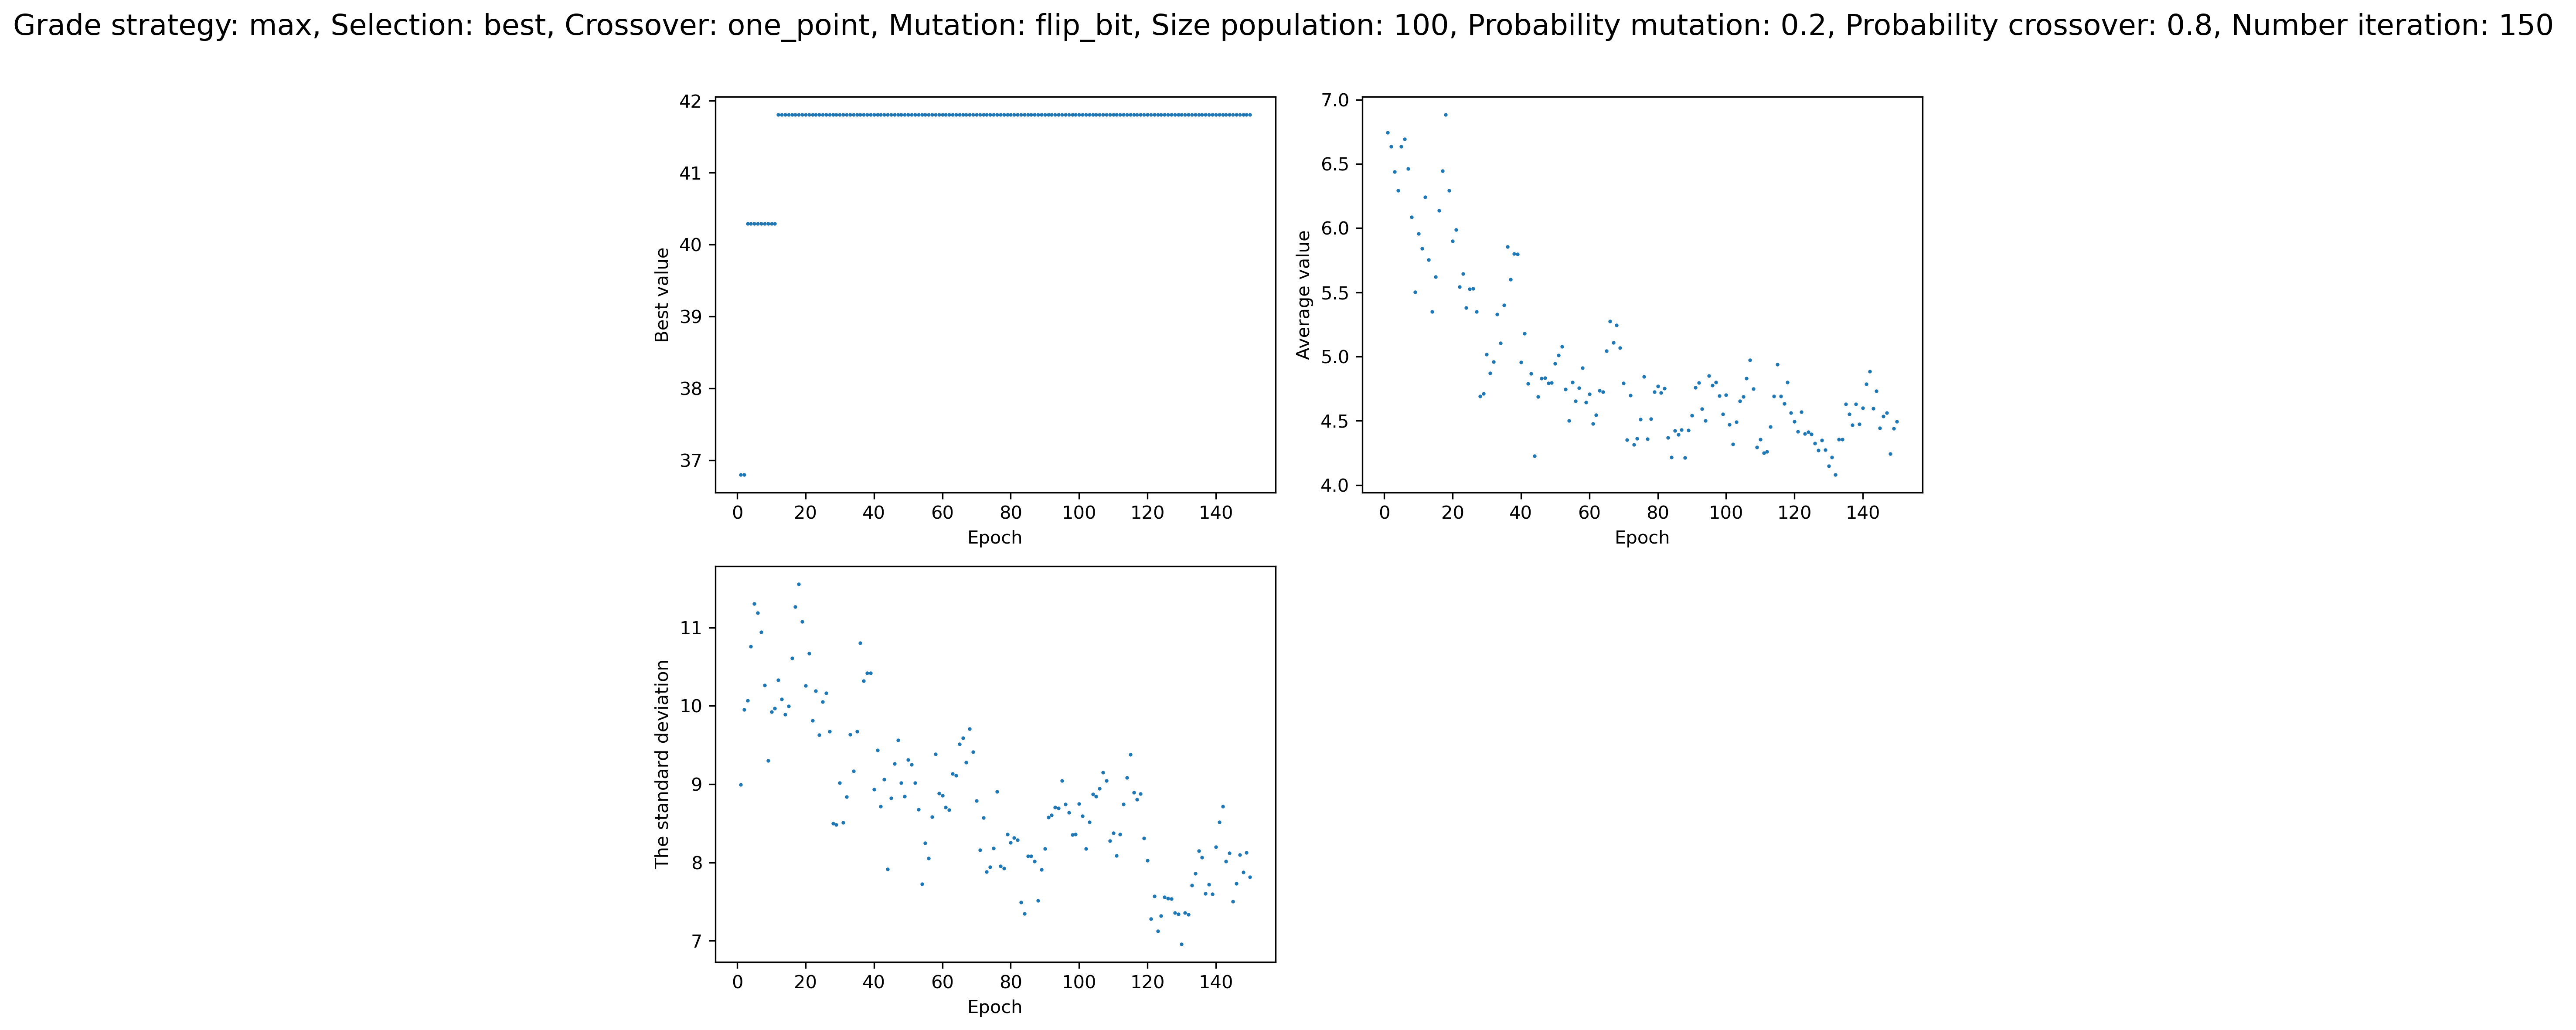 Grade strategy: max, Selection: best, Crossover: one_point, Mutation: flip_bit, Size population: 100, Probability mutation: 0.2, Probability crossover: 0.8, Number iteration: 150
42
41
40
39
38
37
Best value
0 20 40 60 80 100 120 140
Epoch
7.0
6.5
6.0
5.5
5.0
4.5
4.0
Average value
0 20 40 60 80 100 120 140
Epoch
11
10
9
8
7
The standard deviation
0 20 40 60 80 100 120 140
Epoch